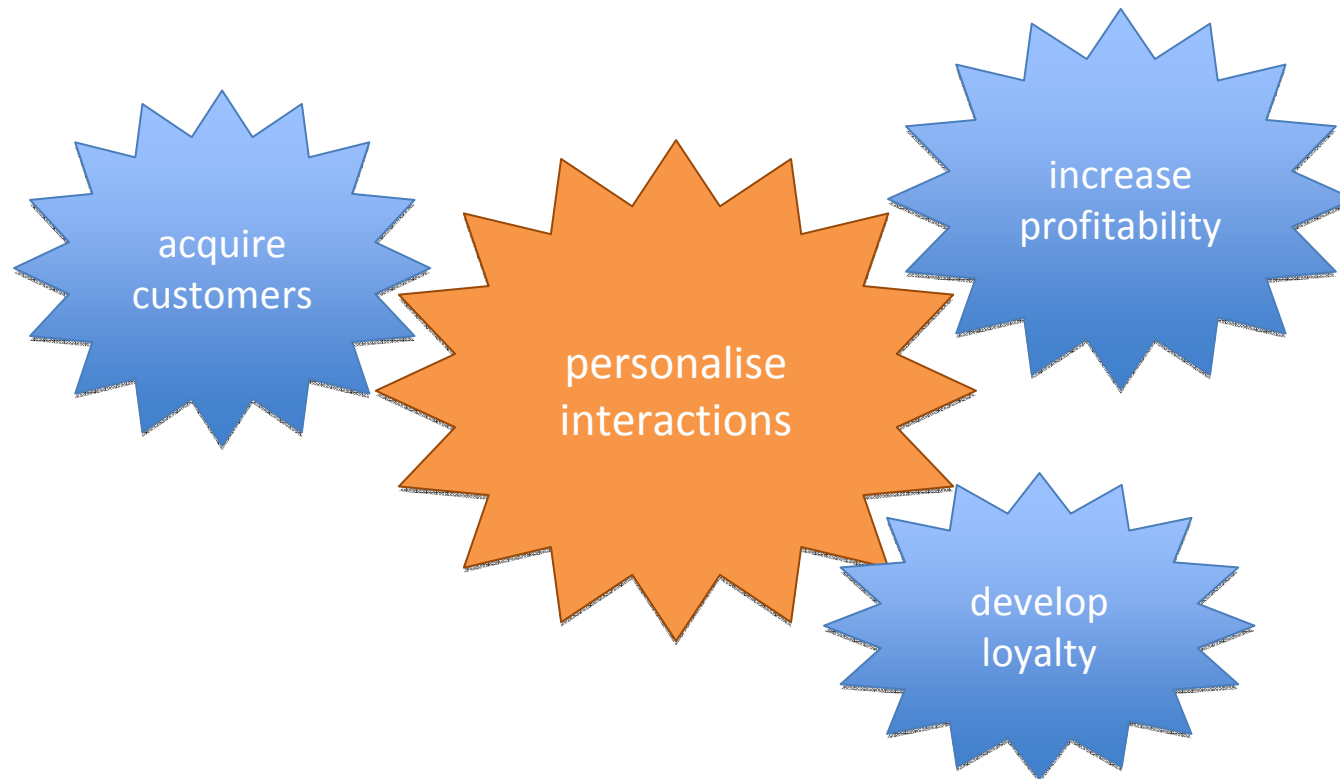 acquire
customers
personalise
interactions
increase
profitability
develop
loyalty